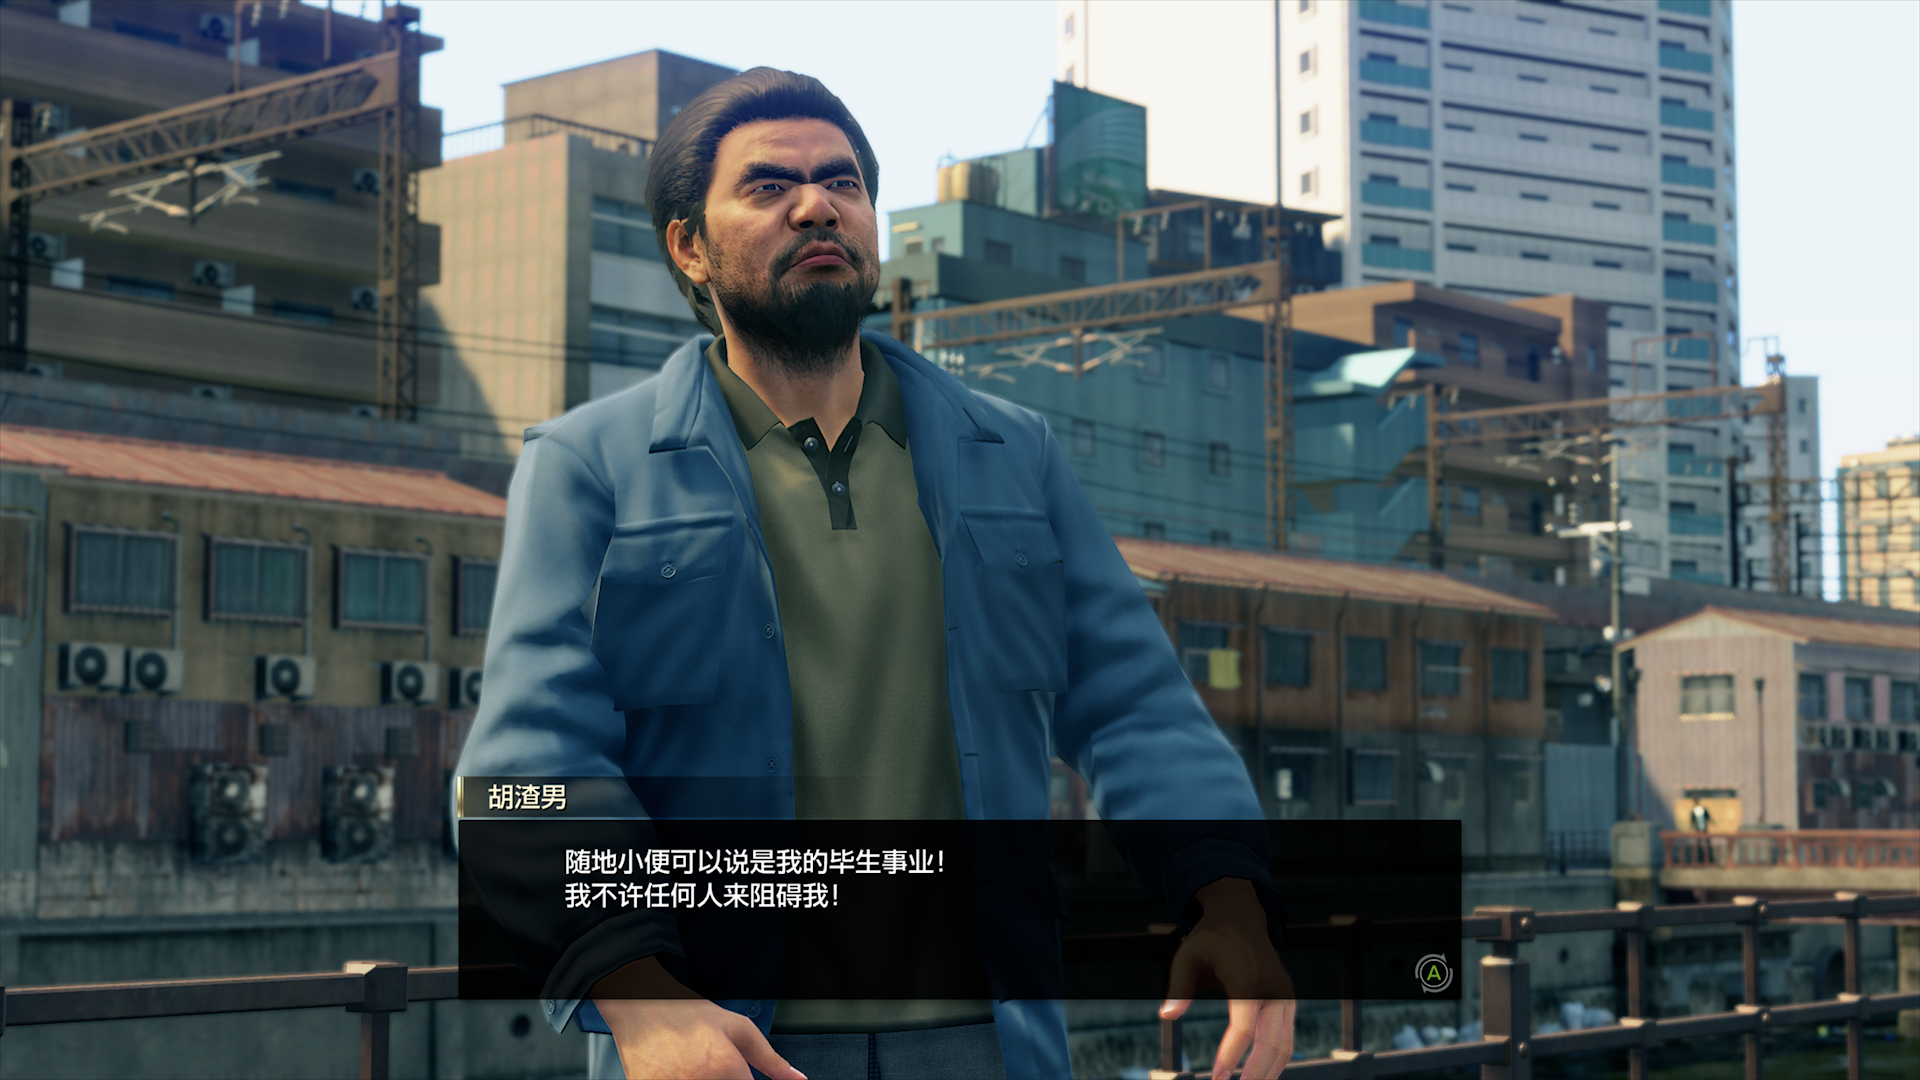 胡渣男
随地小便可以说是我的毕生事业！
我不许任何人来阻碍我！
A